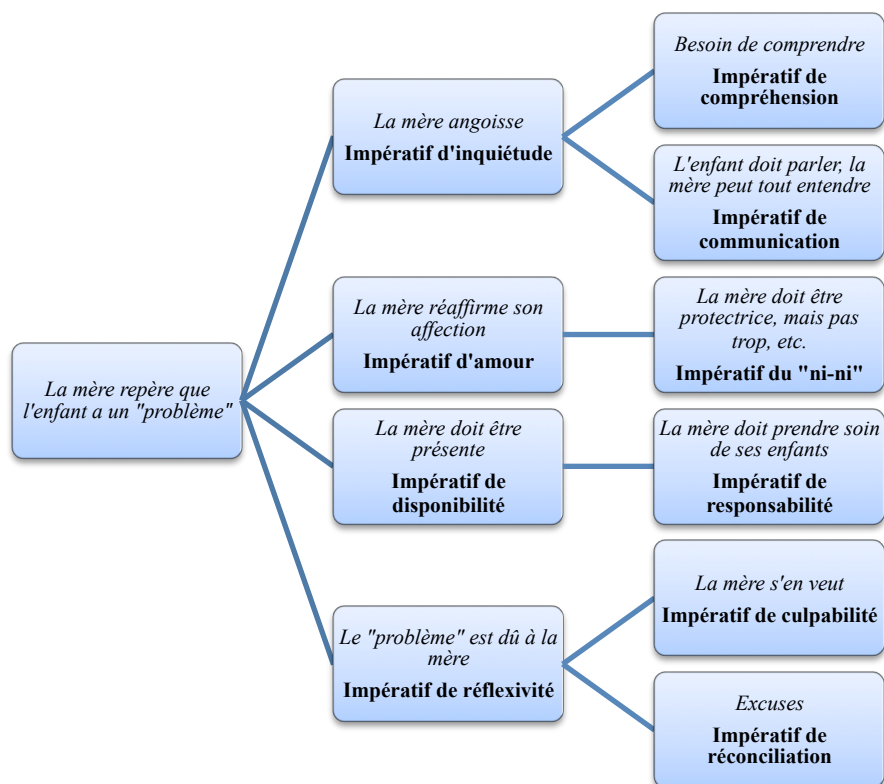 La mère repère que
l'enfant a un "problème"
La mère angoisse
Impératif d'inquiétude
Besoin de comprendre
Impératif de
compréhension
L'enfant doit parler, la
mère peut tout entendre
Impératif de
communication
La mère réaffirme son
affection
Impératif d'amour
La mère doit être
protectrice, mais pas
trop, etc.
Impératif du "ni-ni"
La mère doit être
présente
Impératif de
disponibilité
La mère doit prendre soin
de ses enfants
Impératif de
responsabilité
Le "problème" est dû à la
mère
Impératif de réflexivité
La mère s'en veut
Impératif de culpabilité
Excuses
Impératif de
réconciliation